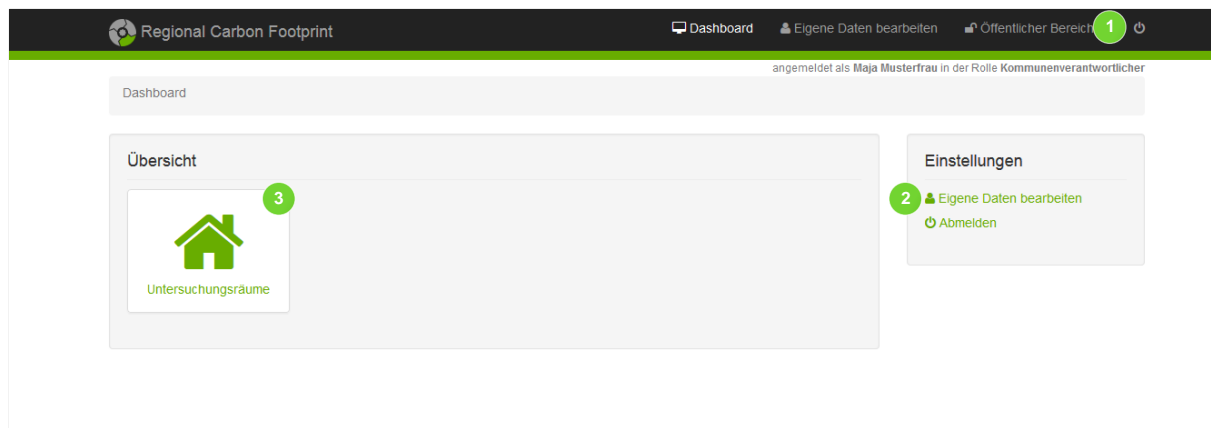 Regional Carbon Footprint Dashboard Eigene Daten bearbeiten Öffentlicher Bereich 1
angemeldet als Maja Musterfrau in der Rolle Kommunenverantwortlicher
Dashboard
Übersicht
3
Untersuchungsräume
Einstellungen
2 Eigene Daten bearbeiten
Abmelden